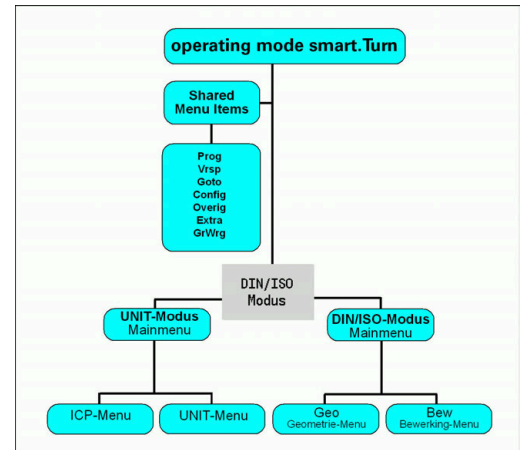 operating mode smart.Turn
Shared
Menu Items
Prog
Vrsp
Goto
Config
Overig
Extra
GrWrg
DIN/ISO
Modus
UNIT-Modus
Mainmenu
DIN/ISO-Modus
Mainmenu
ICP-Menu
UNIT-Menu
Geo
Geometrie-Menu
Bew
Bewerking-Menu